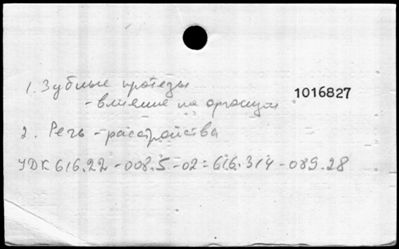 1. Зубные протезы
- влияние на организм
1016827
2. Речь - расстройства
УДК 616.22-008.5-02:616.314-089.28